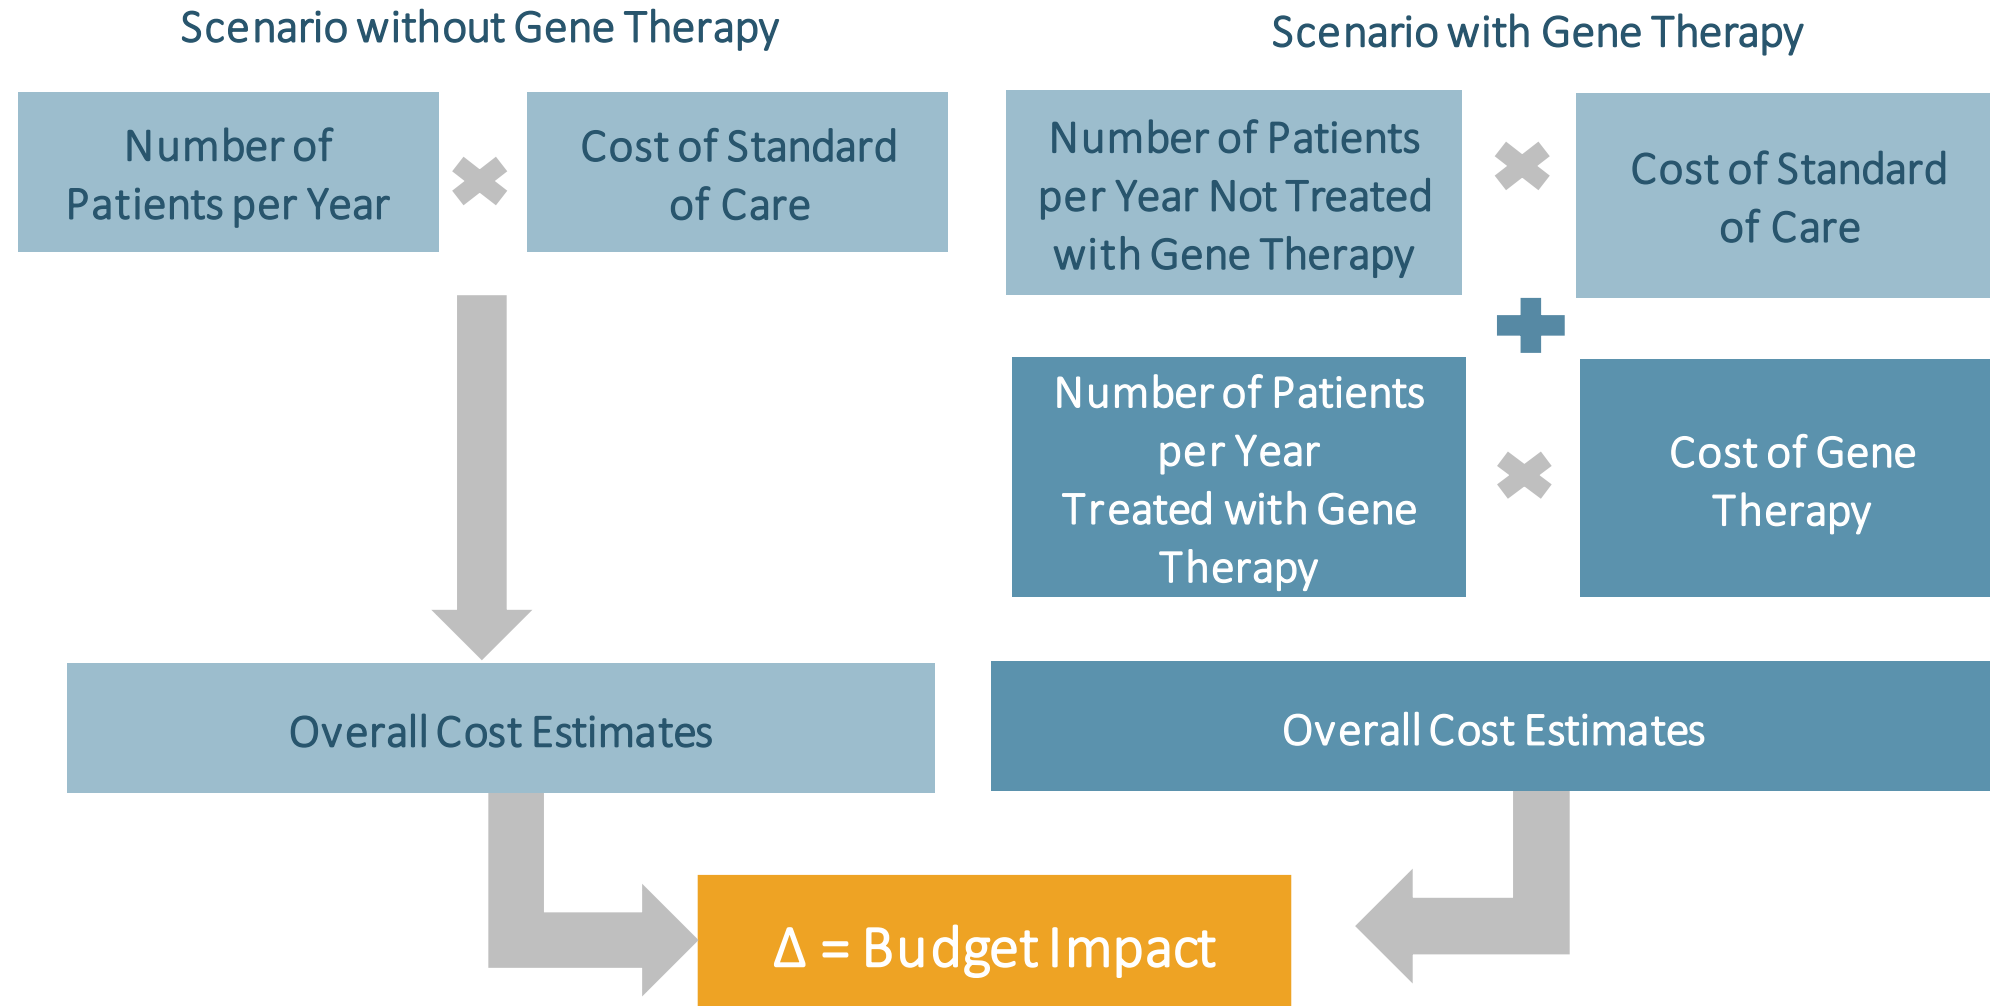 Scenario without Gene Therapy
Number of
Patients per Year
Cost of Standard
of Care
Overall Cost Estimates
Scenario with Gene Therapy
Number of Patients
per Year Not Treated
with Gene Therapy
Cost of Standard
of Care
Number of Patients
per Year
Treated with Gene
Therapy
Cost of Gene
Therapy
Overall Cost Estimates
Δ = Budget Impact